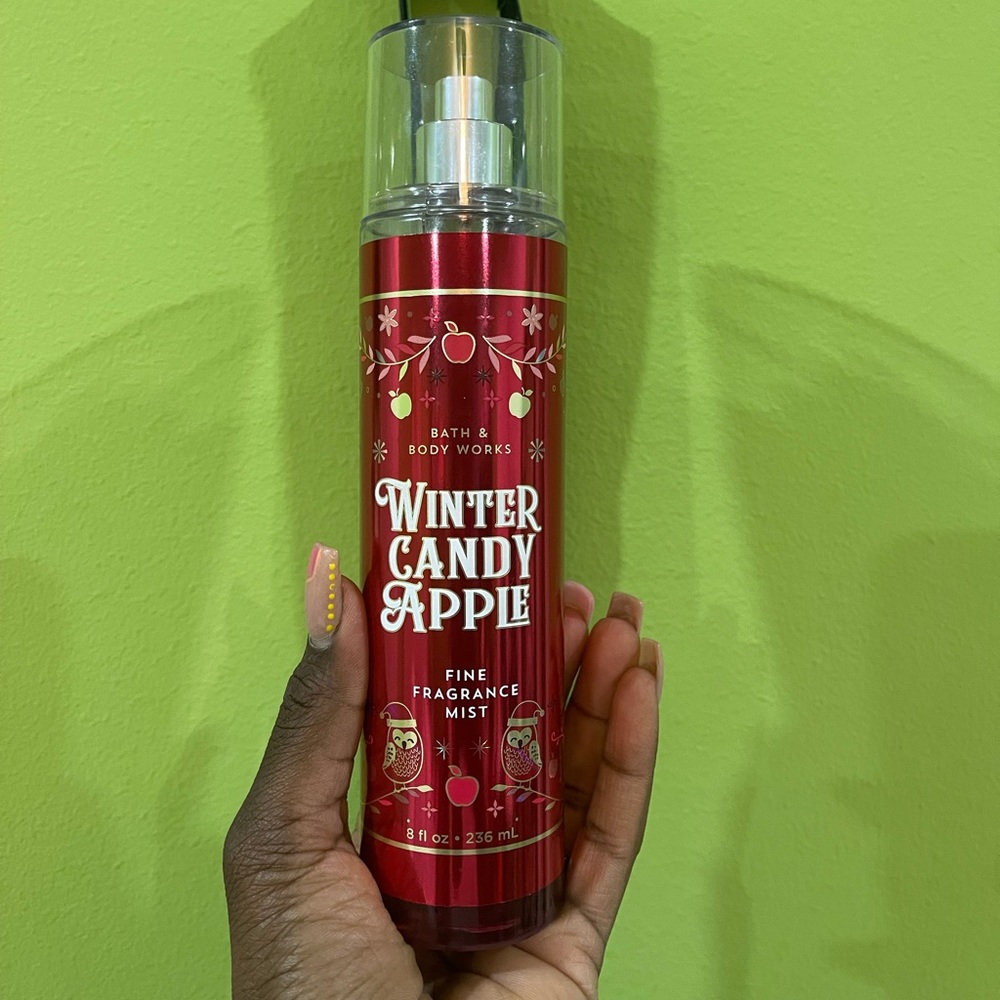 BATH &
BODY WORKS
WINTER
CANDY
APPLE
FINE
FRAGRANCE
MIST
8 fl oz • 236 mL